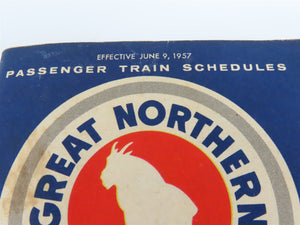 EFFECTIVE JUNE 9, 1957
PASSENGER TRAIN SCHEDULES
GREAT NORTHERN